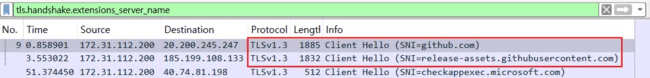 tls.handshake.extensions_server_name
No. Time Source Destination Protocol Lengtl Info
9 0.858901 172.31.112.200 20.200.245.247 TLSv1.3 1885 Client Hello (SNI=github.com)
3.553022 172.31.112.200 185.199.108.133 TLSv1.3 1832 Client Hello (SNI=release-assets.githubusercontent.com)
51.374450 172.31.112.200 40.74.81.198 TLSv1.3 512 Client Hello (SNI=checkappexec.microsoft.com)